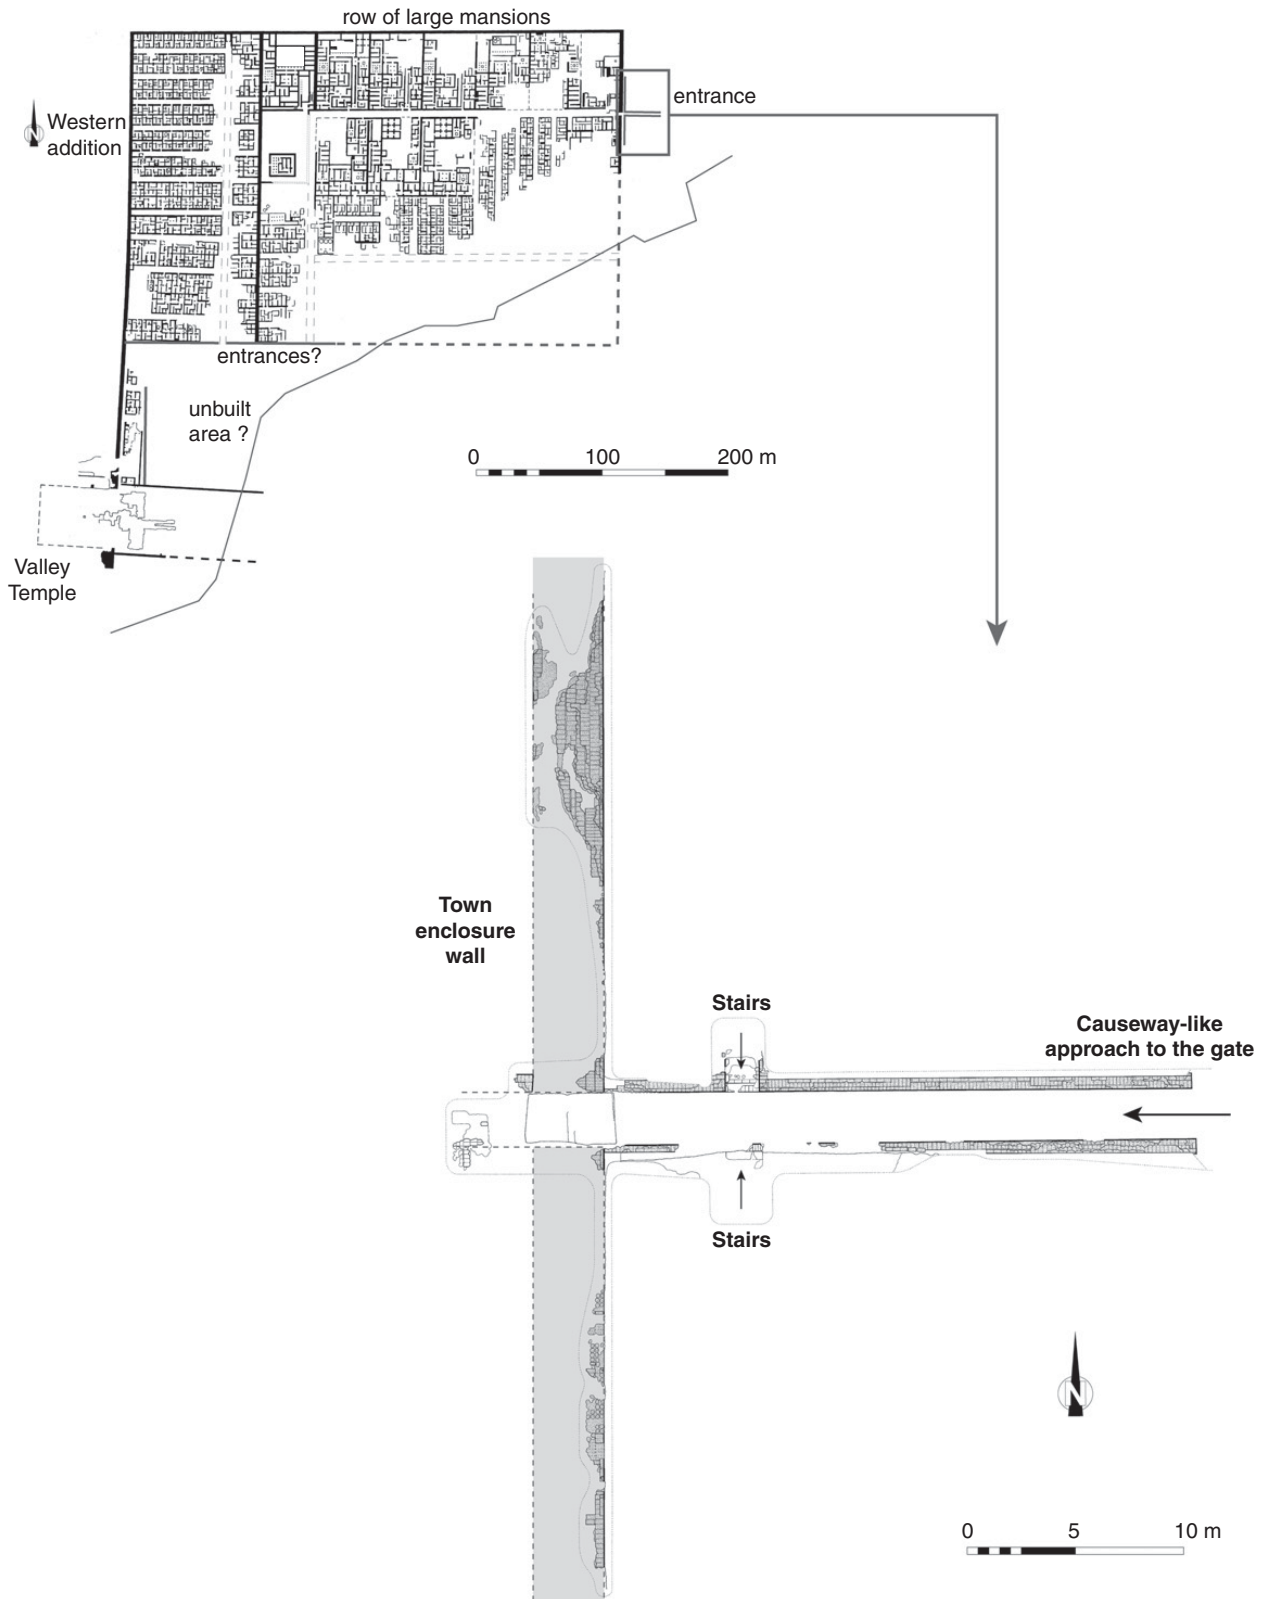 row of large mansions
entrance
N
Western
addition
entrances?
unbuilt
area ?
0 100 200 m
Valley
Temple
Town
enclosure
wall
Stairs
Causeway-like
approach to the gate
Stairs
N
0 5 10 m